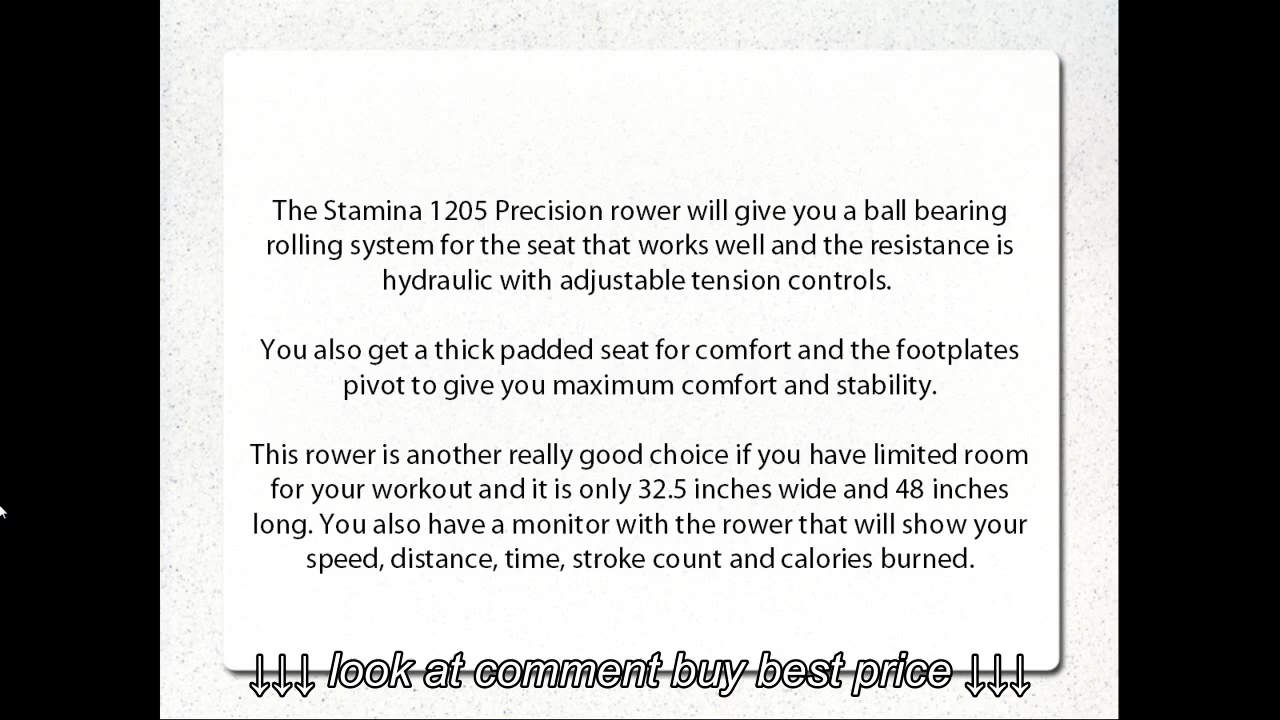 The Stamina 1205 Precision rower will give you a ball bearing
rolling system for the seat that works well and the resistance is
hydraulic with adjustable tension controls.
You also get a thick padded seat for comfort and the footplates
pivot to give you maximum comfort and stability.
This rower is another really good choice if you have limited room
for your workout and it is only 32.5 inches wide and 48 inches
long. You also have a monitor with the rower that will show your
speed, distance, time, stroke count and calories burned.
↓↓↓ look at comment buy best price ↓↓↓